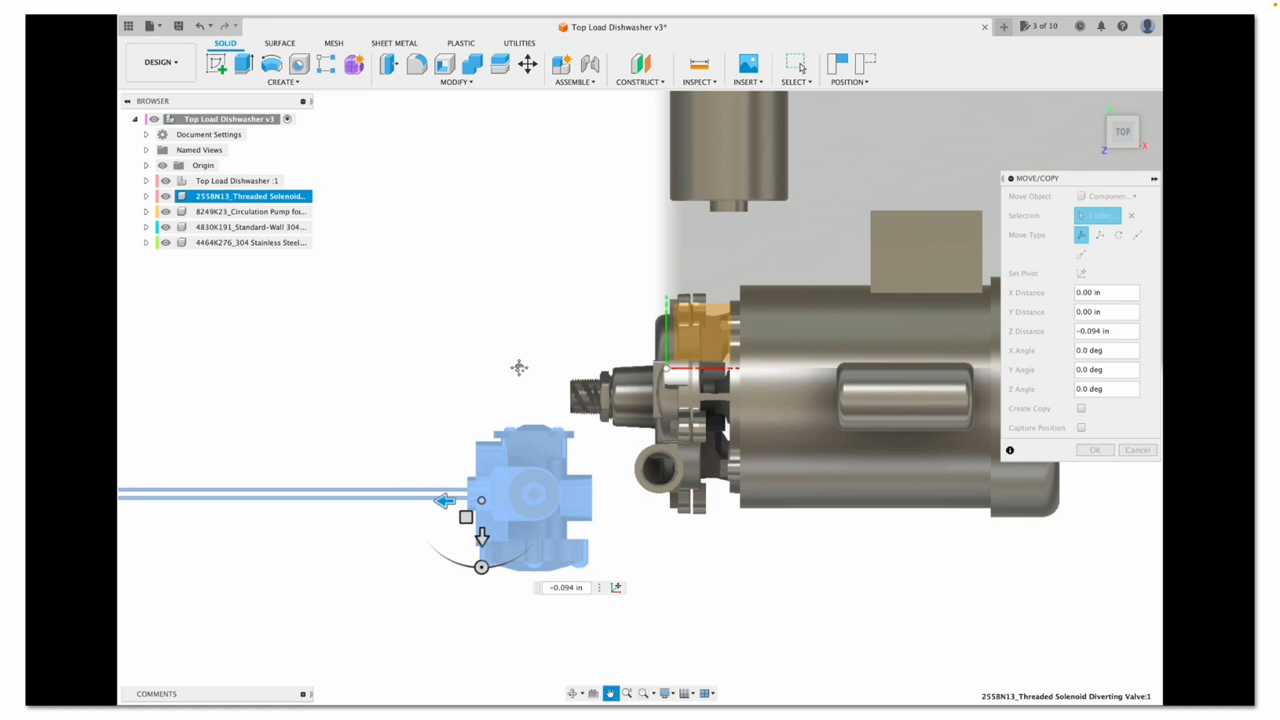 Top Load Dishwasher v3*
3 of 10
SOLID SURFACE MESH SHEET METAL PLASTIC UTILITIES
DESIGN
CREATE MODIFY ASSEMBLE CONSTRUCT INSPECT INSERT SELECT POSITION
BROWSER
Top Load Dishwasher v3
Document Settings
Named Views
Origin
Top Load Dishwasher :1
2558N13_Threaded Solenoid...
8249K23_Circulation Pump fo...
4830K191_Standard-Wall 304...
4464K276_304 Stainless Steel...
TOP
Z
X
MOVE/COPY
Move Object Componen...
Selection 1 selec...
Move Type
Set Pivot
X Distance 0.00 in
Y Distance 0.00 in
Z Distance -0.094 in
X Angle 0.0 deg
Y Angle 0.0 deg
Z Angle 0.0 deg
Create Copy
Capture Position
OK Cancel
-0.094 in
COMMENTS
2558N13_Threaded Solenoid Diverting Valve:1